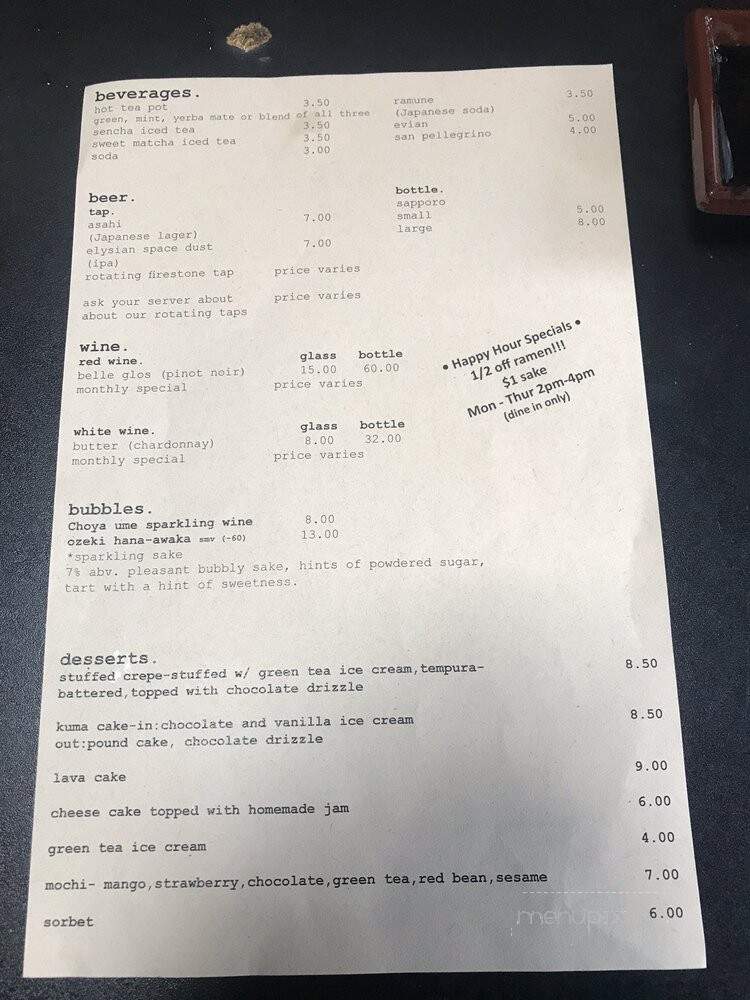 beverages.
hot tea pot 3.50
green, mint, yerba mate or blend of all three
sencha iced tea 3.50
sweet matcha iced tea 3.50
soda 3.00
ramune 3.50
(Japanese soda)
evian 5.00
san pellegrino 4.00
beer.
tap.
asahi 7.00
(Japanese lager)
elysian space dust 7.00
(ipa)
rotating firestone tap price varies
ask your server about price varies
about our rotating taps
bottle.
sapporo
small 5.00
large 8.00
wine.
red wine. glass bottle
belle glos (pinot noir) 15.00 60.00
monthly special price varies
white wine. glass bottle
butter (chardonnay) 8.00 32.00
monthly special price varies
• Happy Hour Specials •
1/2 off ramen!!!
$1 sake
Mon - Thur 2pm-4pm
(dine in only)
bubbles.
Choya ume sparkling wine 8.00
ozeki hana-awaka smv (-60) 13.00
*sparkling sake
7% abv. pleasant bubbly sake, hints of powdered sugar,
tart with a hint of sweetness.
desserts.
stuffed crepe-stuffed w/ green tea ice cream,tempura- 8.50
battered,topped with chocolate drizzle
kuma cake-in:chocolate and vanilla ice cream 8.50
out:pound cake, chocolate drizzle
lava cake 9.00
cheese cake topped with homemade jam 6.00
green tea ice cream 4.00
mochi- mango,strawberry,chocolate,green tea,red bean,sesame 7.00
sorbet 6.00
menupix